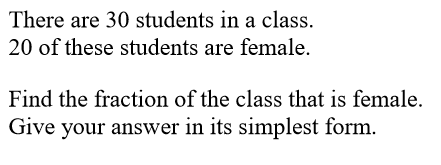 There are 30 students in a class.
20 of these students are female.
Find the fraction of the class that is female.
Give your answer in its simplest form.